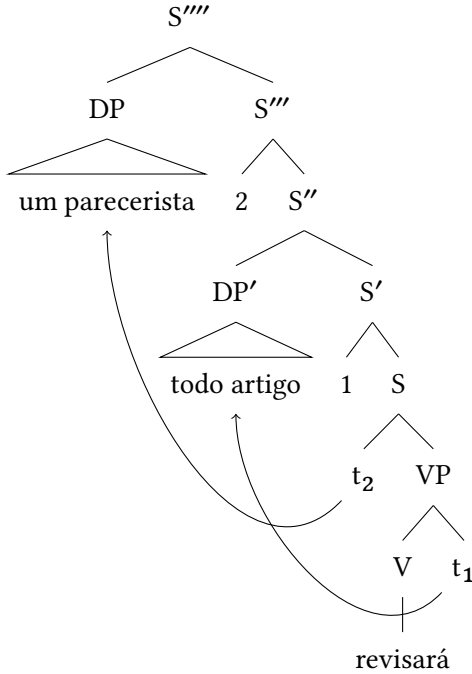 S′′′′
DP S′′′
um parecerista 2 S′′
DP′ S′
todo artigo 1 S
t₂ VP
V t₁
revisará